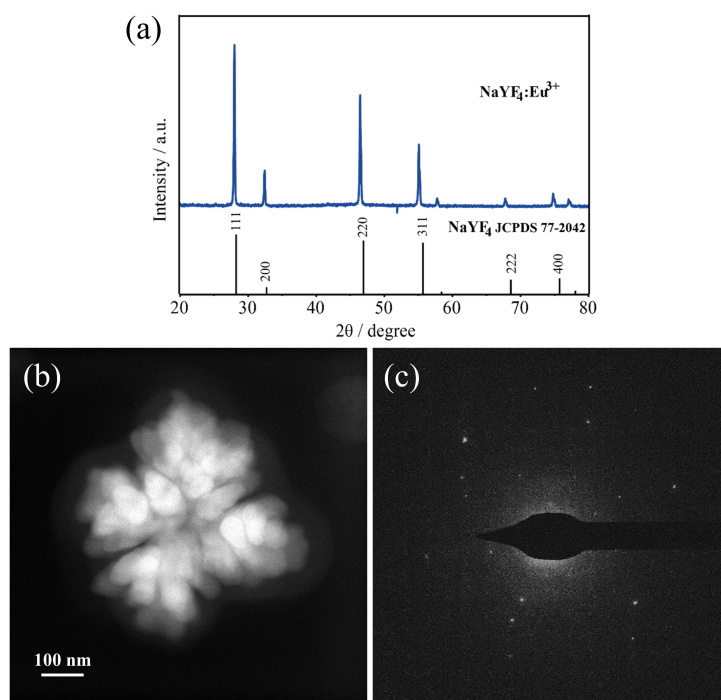 (a)
NaYF₄:Eu³⁺
Intensity / a.u.
NaYF₄ JCPDS 77-2042
111
200
220
311
222
400
20 30 40 50 60 70 80
2θ / degree
(b)
100 nm
(c)